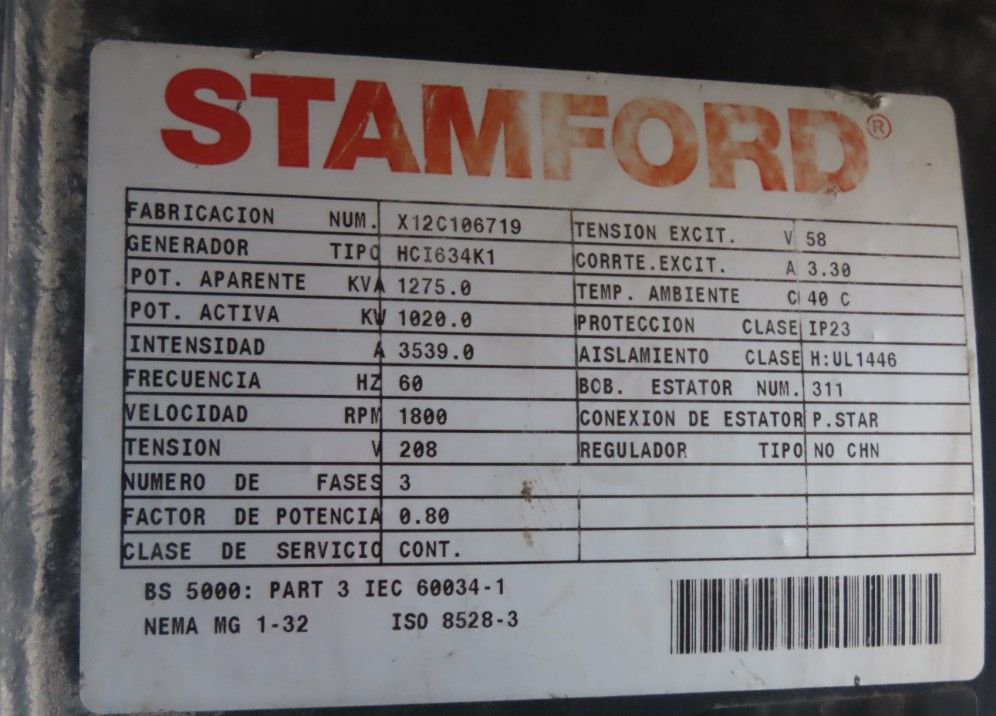 STAMFORD®
FABRICACION NUM. X12C106719 TENSION EXCIT. V 58
GENERADOR TIPO HCI634K1 CORRTE.EXCIT. A 3.30
POT. APARENTE KVA 1275.0 TEMP. AMBIENTE C 40 C
POT. ACTIVA KW 1020.0 PROTECCION CLASE IP23
INTENSIDAD A 3539.0 AISLAMIENTO CLASE H:UL1446
FRECUENCIA HZ 60 BOB. ESTATOR NUM. 311
VELOCIDAD RPM 1800 CONEXION DE ESTATOR P.STAR
TENSION V 208 REGULADOR TIPO NO CHN
NUMERO DE FASES 3
FACTOR DE POTENCIA 0.80
CLASE DE SERVICIO CONT.
BS 5000: PART 3 IEC 60034-1
NEMA MG 1-32 ISO 8528-3